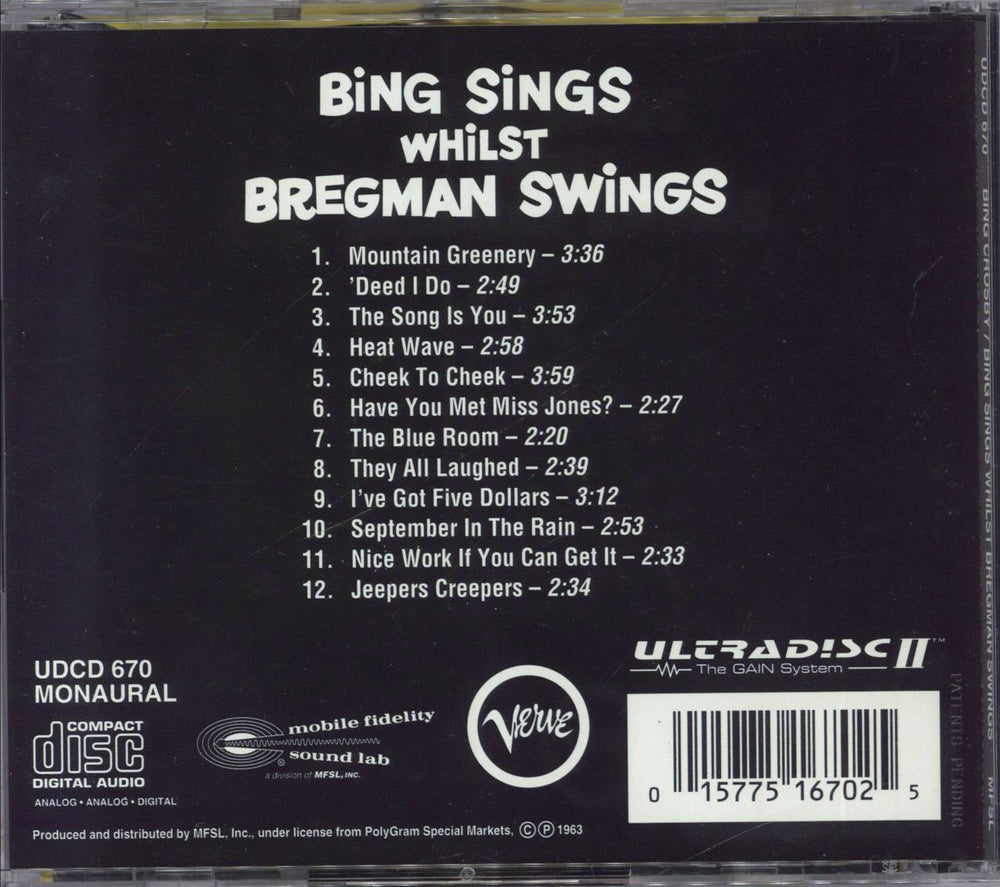 BiNG SiNGS
WHiLST
BREGMAN SWiNGS
1. Mountain Greenery – 3:36
2. ’Deed I Do – 2:49
3. The Song Is You – 3:53
4. Heat Wave – 2:58
5. Cheek To Cheek – 3:59
6. Have You Met Miss Jones? – 2:27
7. The Blue Room – 2:20
8. They All Laughed – 2:39
9. I’ve Got Five Dollars – 3:12
10. September In The Rain – 2:53
11. Nice Work If You Can Get It – 2:33
12. Jeepers Creepers – 2:34
UDCD 670
MONAURAL
COMPACT
disc
DIGITAL AUDIO
ANALOG • ANALOG • DIGITAL
mobile fidelity
® sound lab
a division of MFSL, INC.
Verve
ULTRADISC II™
The GAIN System
0 15775 16702 5
PATENTS PENDING
Produced and distributed by MFSL, Inc., under license from PolyGram Special Markets, Ⓒ Ⓟ 1963
UDCD 670 BING CROSBY / BING SINGS WHILST BREGMAN SWINGS MFSL